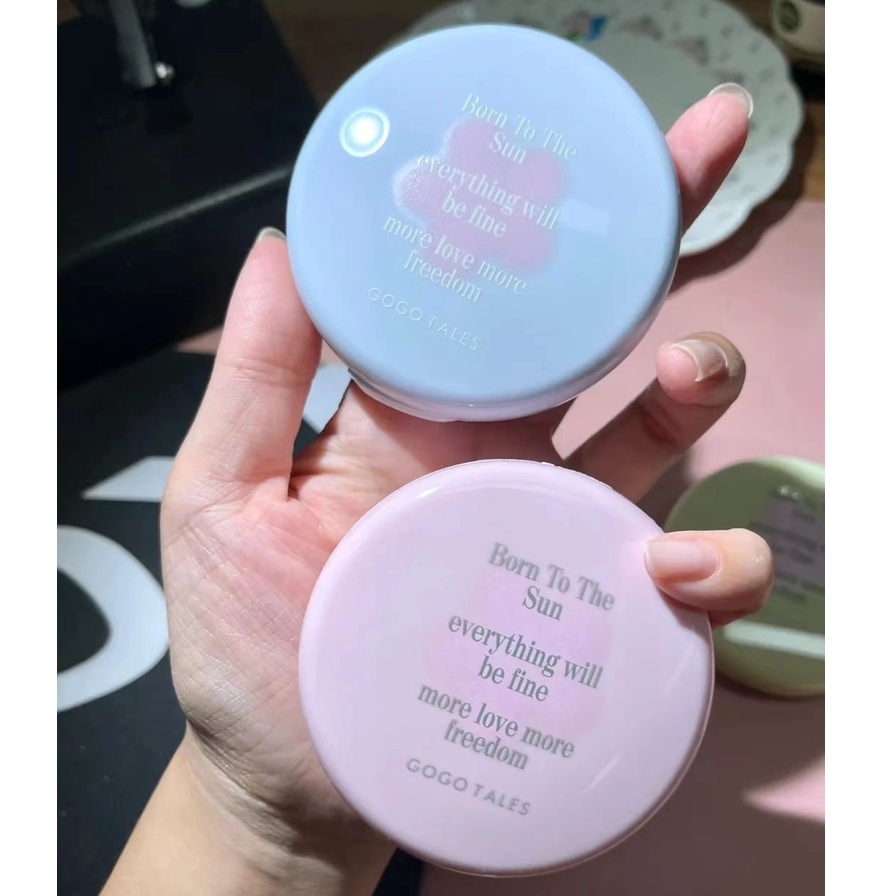 Born To The
Sun
everything will
be fine
more love more
freedom
GOGO TALES
Born To The
Sun
everything will
be fine
more love more
freedom
GOGO TALES